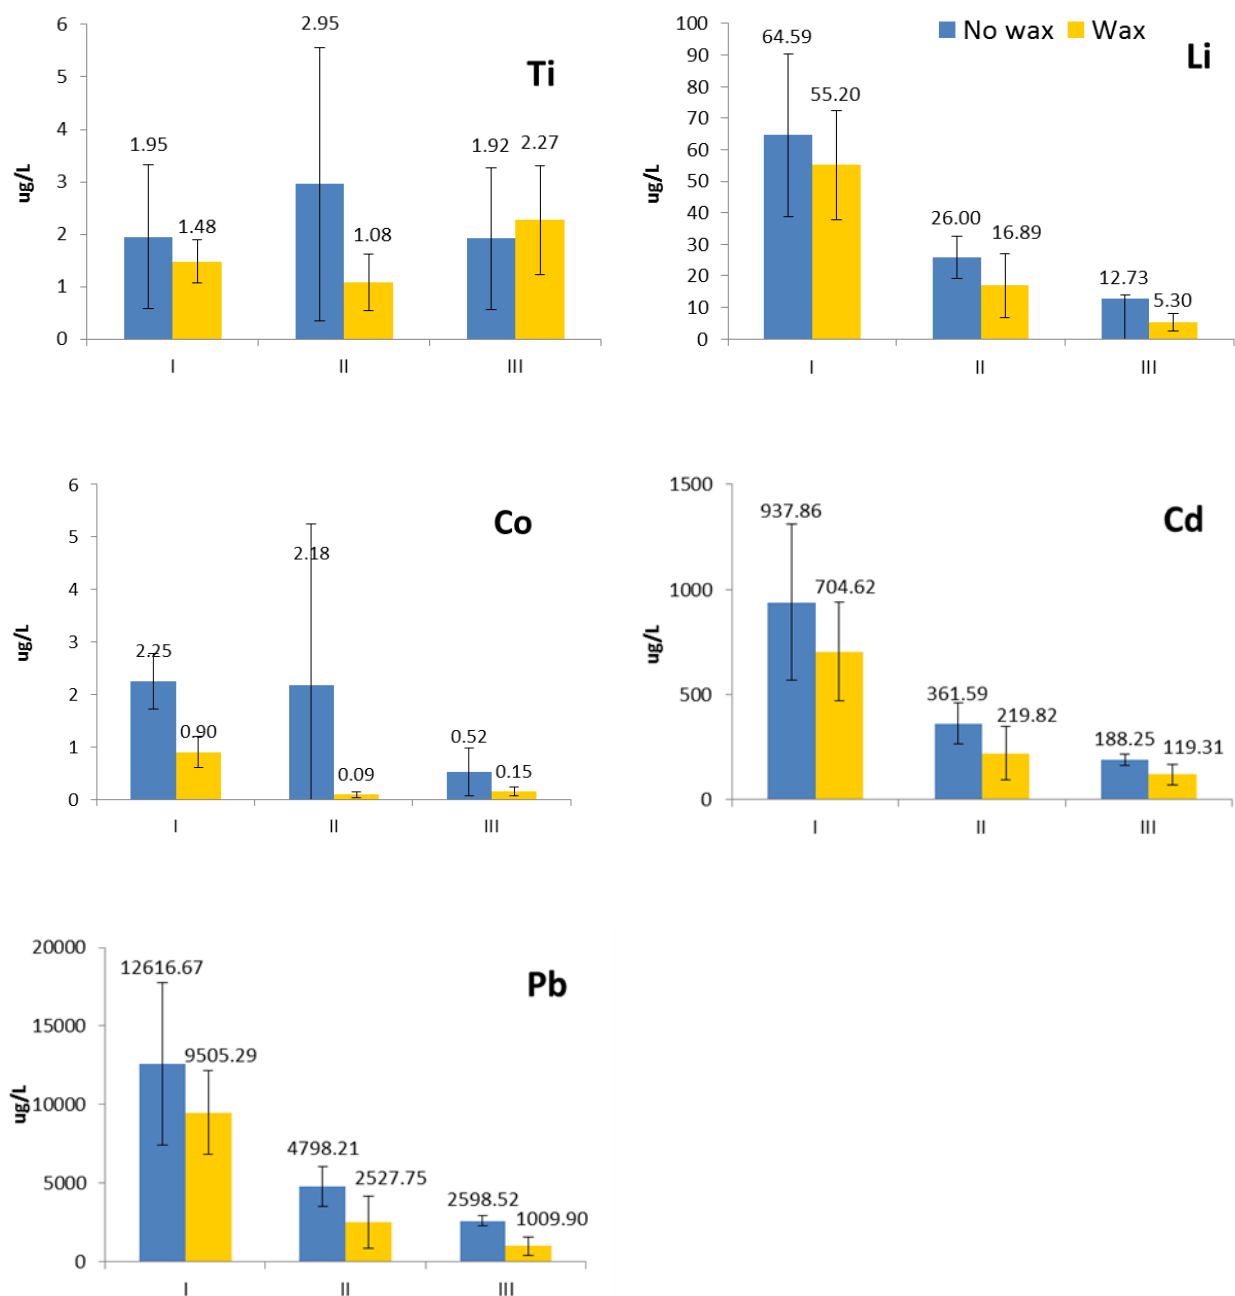 Ti
ug/L
6
5
4
3
2
1
0
1.95
1.48
2.95
1.08
1.92
2.27
I
II
III
No wax
Wax
Li
ug/L
100
90
80
70
60
50
40
30
20
10
0
64.59
55.20
26.00
16.89
12.73
5.30
I
II
III
Co
ug/L
6
5
4
3
2
1
0
2.25
0.90
2.18
0.09
0.52
0.15
I
II
III
Cd
ug/L
1500
1000
500
0
937.86
704.62
361.59
219.82
188.25
119.31
I
II
III
Pb
ug/L
20000
15000
10000
5000
0
12616.67
9505.29
4798.21
2527.75
2598.52
1009.90
I
II
III